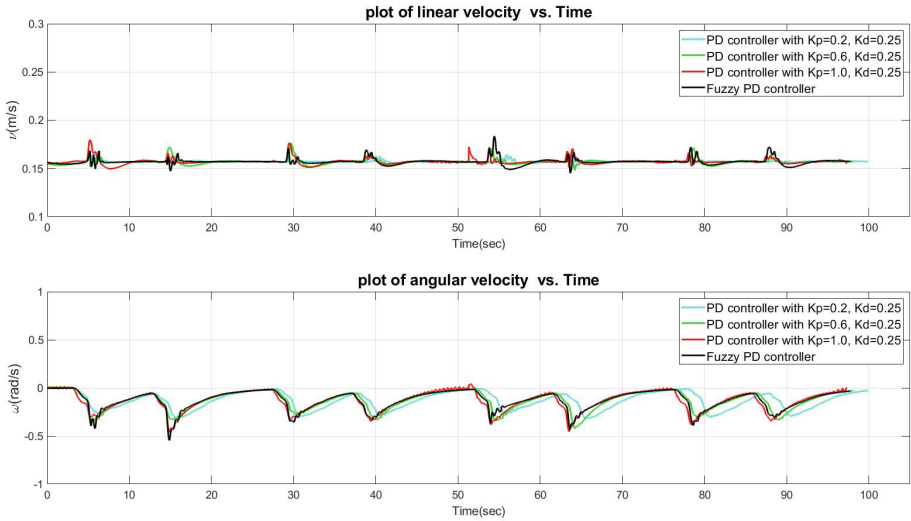 plot of linear velocity  vs. Time
0.3
0.25
0.2
0.15
0.1
ν(m/s)
PD controller with Kp=0.2, Kd=0.25
PD controller with Kp=0.6, Kd=0.25
PD controller with Kp=1.0, Kd=0.25
Fuzzy PD controller
0 10 20 30 40 50 60 70 80 90 100
Time(sec)
plot of angular velocity  vs. Time
1
0.5
0
-0.5
-1
ω(rad/s)
PD controller with Kp=0.2, Kd=0.25
PD controller with Kp=0.6, Kd=0.25
PD controller with Kp=1.0, Kd=0.25
Fuzzy PD controller
0 10 20 30 40 50 60 70 80 90 100
Time(sec)